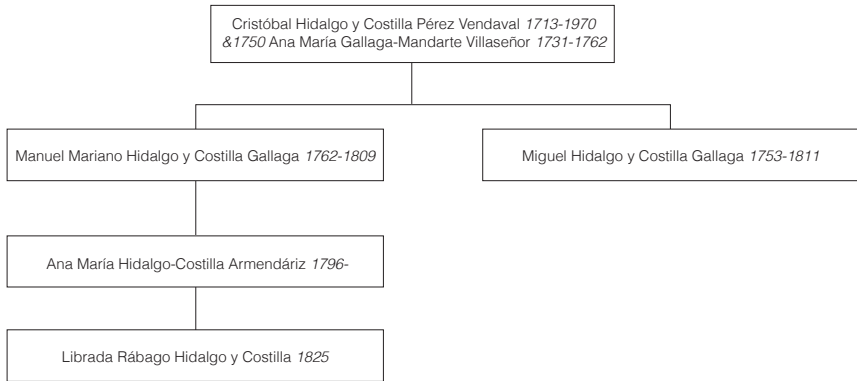 Cristóbal Hidalgo y Costilla Pérez Vendaval 1713-1970
&1750 Ana María Gallaga-Mandarte Villaseñor 1731-1762
Manuel Mariano Hidalgo y Costilla Gallaga 1762-1809
Miguel Hidalgo y Costilla Gallaga 1753-1811
Ana María Hidalgo-Costilla Armendáriz 1796-
Librada Rábago Hidalgo y Costilla 1825